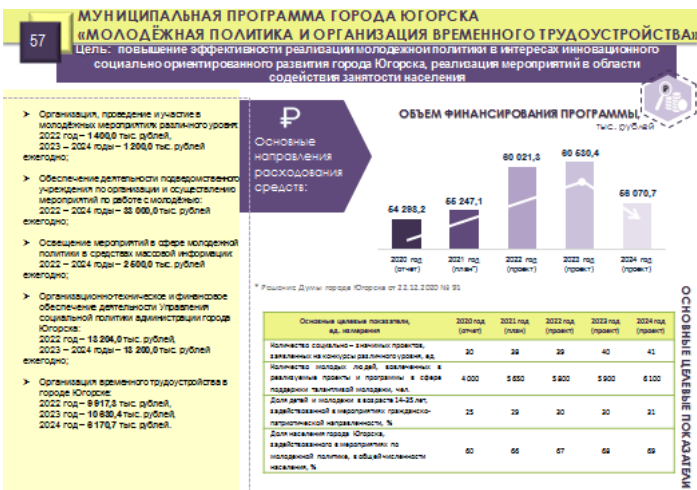 57
МУНИЦИПАЛЬНАЯ ПРОГРАММА ГОРОДА ЮГОРСКА
«МОЛОДЁЖНАЯ ПОЛИТИКА И ОРГАНИЗАЦИЯ ВРЕМЕННОГО ТРУДОУСТРОЙСТВА»
Цель: повышение эффективности реализации молодежной политики в интересах инновационного
социально ориентированного развития города Югорска, реализация мероприятий в области
содействия занятости населения
➢ Организация, проведение и участие в
молодёжных мероприятиях различного уровня:
2022 год – 1 400,0 тыс. рублей,
2023 – 2024 годы – 1 200,0 тыс. рублей
ежегодно;
➢ Обеспечение деятельности подведомственного
учреждения по организации и осуществлению
мероприятий по работе с молодёжью:
2022 – 2024 годы – 33 000,0 тыс. рублей
ежегодно;
➢ Освещение мероприятий в сфере молодежной
политики в средствах массовой информации:
2022 – 2024 годы – 2 500,0 тыс. рублей
ежегодно;
➢ Организационно-техническое и финансовое
обеспечение деятельности Управления
социальной политики администрации города
Югорска:
2022 год – 13 204,0 тыс. рублей,
2023 – 2024 годы – 13 200,0 тыс. рублей
ежегодно;
➢ Организация временного трудоустройства в
городе Югорске:
2022 год – 9 917,3 тыс. рублей,
2023 год – 10 630,4 тыс. рублей,
2024 год – 6 170,7 тыс. рублей.
₽
Основные
направления
расходования
средств:
ОБЪЕМ ФИНАНСИРОВАНИЯ ПРОГРАММЫ,
тыс. рублей
54 298,2 55 247,1 60 021,3 60 530,4 56 070,7
2020 год 2021 год 2022 год 2023 год 2024 год
(отчет) (план*) (проект) (проект) (проект)
* Решение Думы города Югорска от 22.12.2020 № 91
Основные целевые показатели, 2020 год 2021 год 2022 год 2023 год 2024 год
ед. измерения (отчет) (план) (проект) (проект) (проект)
Количество социально – значимых проектов,
заявленных на конкурсы различного уровня, ед. 30 38 39 40 41
Количество молодых людей, вовлеченных в
реализуемые проекты и программы в сфере 4 000 5 650 5 800 5 900 6 100
поддержки талантливой молодежи, чел.
Доля детей и молодежи в возрасте 14-35 лет,
задействованной в мероприятиях гражданско- 25 29 30 30 31
патриотической направленности, %
Доля населения города Югорска,
задействованного в мероприятиях по 60 66 67 68 69
молодежной политике, в общей численности
населения, %
ОСНОВНЫЕ ЦЕЛЕВЫЕ ПОКАЗАТЕЛИ